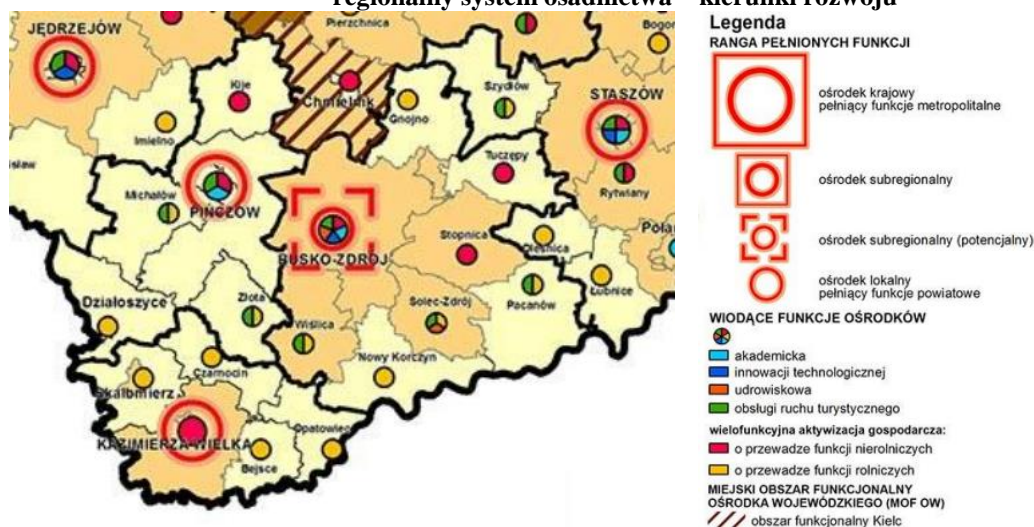 regionalny system osadnictwa – kierunki rozwoju
Pierzchnica
JĘDRZEJÓW
Kije
Chmielnik
Gnojno
Szydłów
STASZÓW
Imielno
Tuczępy
Rytwiany
Michałów
PIŃCZÓW
BUSKO-ZDRÓJ
Stopnica
Oleśnica
Łubnice
Pacanów
Działoszyce
Złota
Solec-Zdrój
Wiślica
Nowy Korczyn
Czarnocin
Skalbmierz
KAZIMIERZA WIELKA
Opatowiec
Bejsce
Legenda
RANGA PEŁNIONYCH FUNKCJI
ośrodek krajowy
pełniący funkcje metropolitalne
ośrodek subregionalny
ośrodek subregionalny (potencjalny)
ośrodek lokalny
pełniący funkcje powiatowe
WIODĄCE FUNKCJE OŚRODKÓW
akademicka
innowacji technologicznej
udrowiskowa
obsługi ruchu turystycznego
wielofunkcyjna aktywizacja gospodarcza:
o przewadze funkcji nierolniczych
o przewadze funkcji rolniczych
MIEJSKI OBSZAR FUNKCJONALNY
OŚRODKA WOJEWÓDZKIEGO (MOF OW)
obszar funkcjonalny Kielc